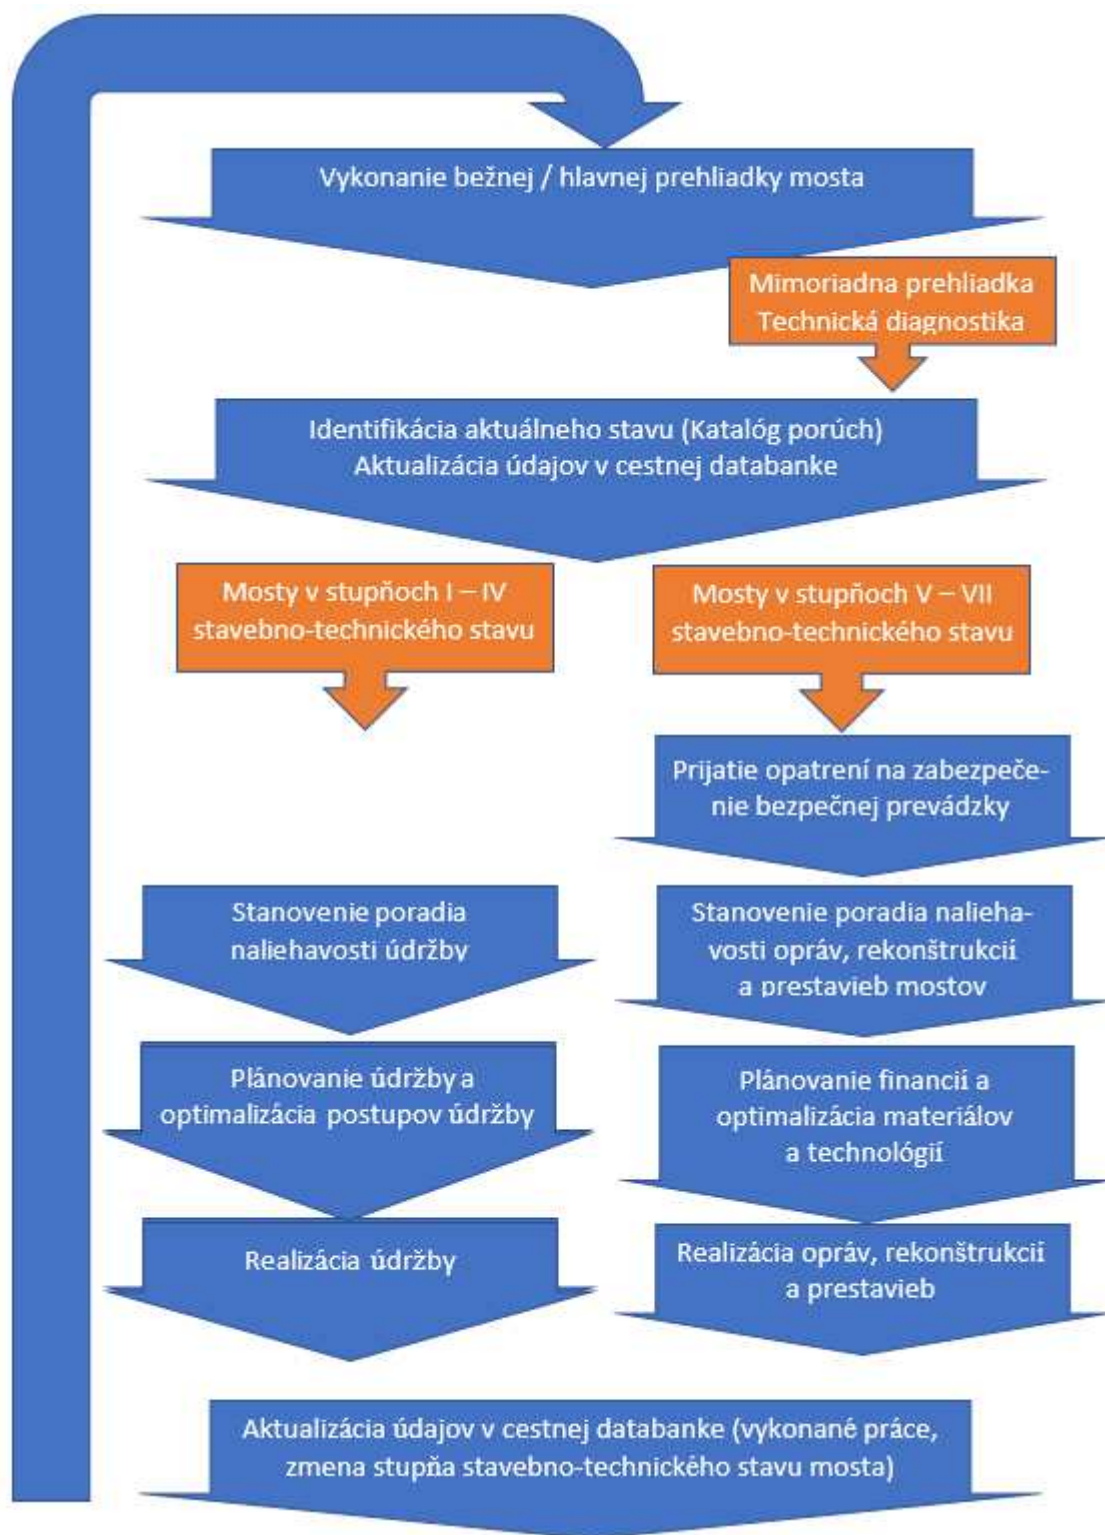 Vykonanie bežnej / hlavnej prehliadky mosta
Mimoriadna prehliadka
Technická diagnostika
Identifikácia aktuálneho stavu (Katalóg porúch)
Aktualizácia údajov v cestnej databanke
Mosty v stupňoch I – IV
stavebno-technického stavu
Mosty v stupňoch V – VII
stavebno-technického stavu
Prijatie opatrení na zabezpeče-
nie bezpečnej prevádzky
Stanovenie poradia
naliehavosti údržby
Stanovenie poradia nalieha-
vosti opráv, rekonštrukcií
a prestavieb mostov
Plánovanie údržby a
optimalizácia postupov údržby
Plánovanie financií a
optimalizácia materiálov
a technológií
Realizácia údržby
Realizácia opráv, rekonštrukcií
a prestavieb
Aktualizácia údajov v cestnej databanke (vykonané práce,
zmena stupňa stavebno-technického stavu mosta)